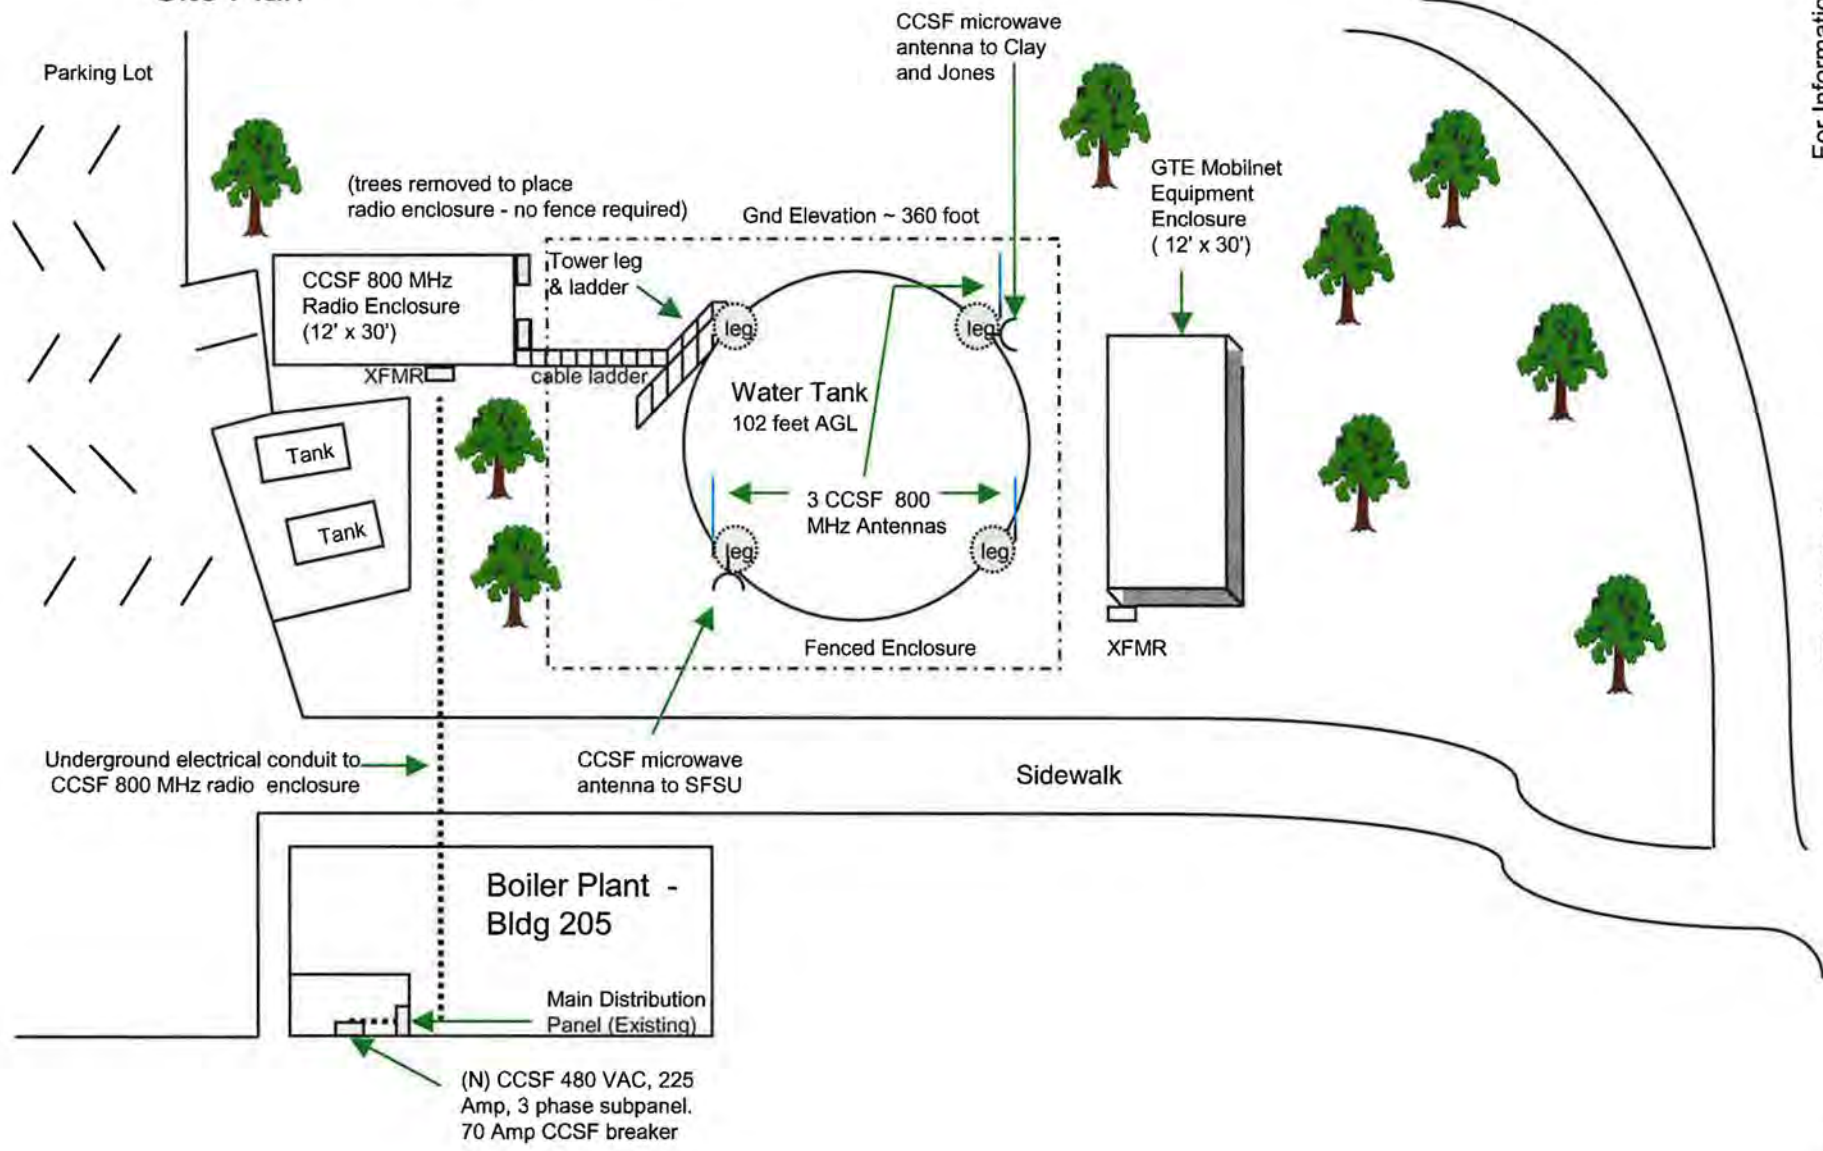 Parking Lot
CCSF microwave
antenna to Clay
and Jones
For Informatio
(trees removed to place
radio enclosure - no fence required)
Gnd Elevation ~ 360 foot
GTE Mobilnet
Equipment
Enclosure
( 12' x 30')
CCSF 800 MHz
Radio Enclosure
(12' x 30')
Tower leg
& ladder
leg
leg
XFMR
cable ladder
Water Tank
102 feet AGL
Tank
Tank
3 CCSF 800
MHz Antennas
leg
leg
Fenced Enclosure
XFMR
Underground electrical conduit to
CCSF 800 MHz radio enclosure
CCSF microwave
antenna to SFSU
Sidewalk
Boiler Plant -
Bldg 205
Main Distribution
Panel (Existing)
(N) CCSF 480 VAC, 225
Amp, 3 phase subpanel.
70 Amp CCSF breaker